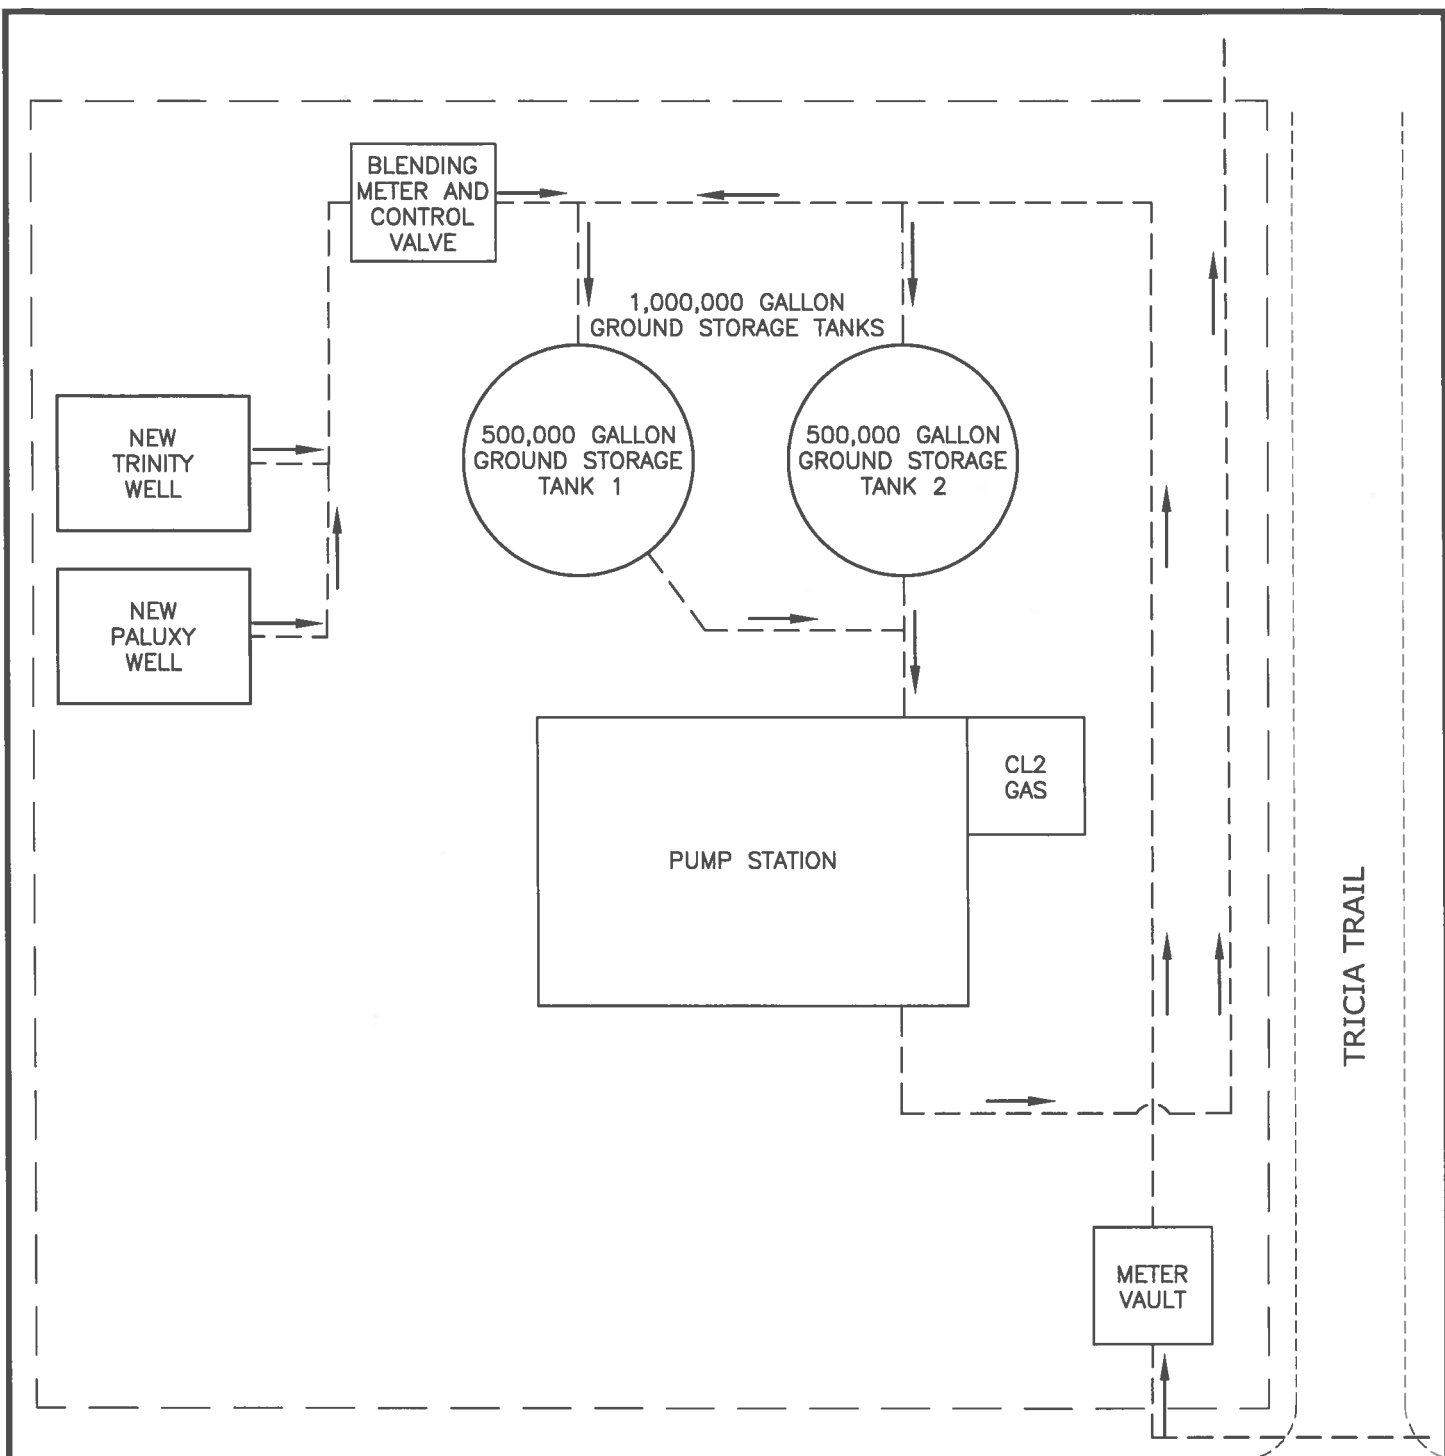 BLENDING
METER AND
CONTROL
VALVE
1,000,000 GALLON
GROUND STORAGE TANKS
NEW
TRINITY
WELL
500,000 GALLON
GROUND STORAGE
TANK 1
500,000 GALLON
GROUND STORAGE
TANK 2
NEW
PALUXY
WELL
CL2
GAS
PUMP STATION
TRICIA TRAIL
METER
VAULT